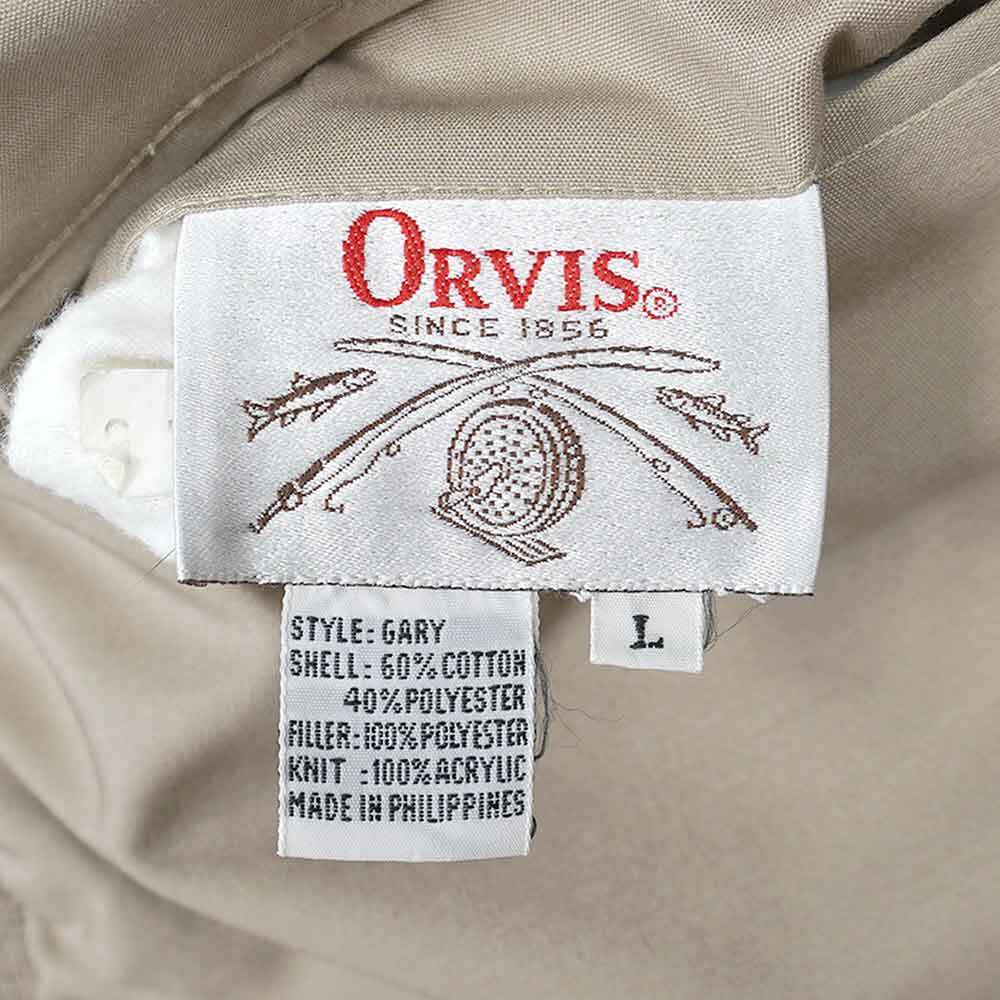 ORVIS®
SINCE 1856
STYLE: GARY
SHELL: 60% COTTON
40% POLYESTER
FILLER: 100% POLYESTER
KNIT : 100% ACRYLIC
MADE IN PHILIPPINES
L